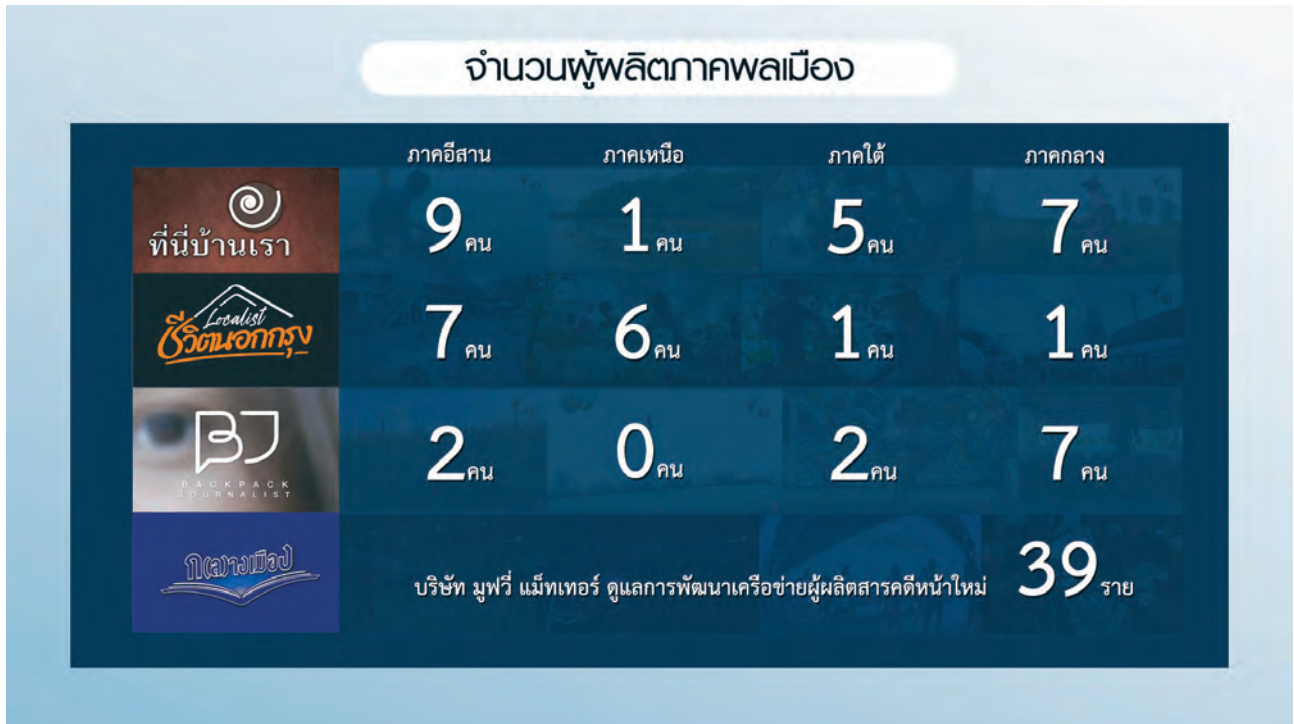 จำนวนผู้ผลิตภาคพลเมือง
ภาคอีสาน ภาคเหนือ ภาคใต้ ภาคกลาง
ที่นี่บ้านเรา 9 คน 1 คน 5 คน 7 คน
Localist
ชีวิตนอกกรุง 7 คน 6 คน 1 คน 1 คน
BJ 2 คน 0 คน 2 คน 7 คน
BACKPACK
JOURNALIST
ก(ล)างเมือง บริษัท มูฟวี่ แม็ทเทอร์ ดูแลการพัฒนาเครือข่ายผู้ผลิตสารคดีหน้าใหม่ 39 ราย